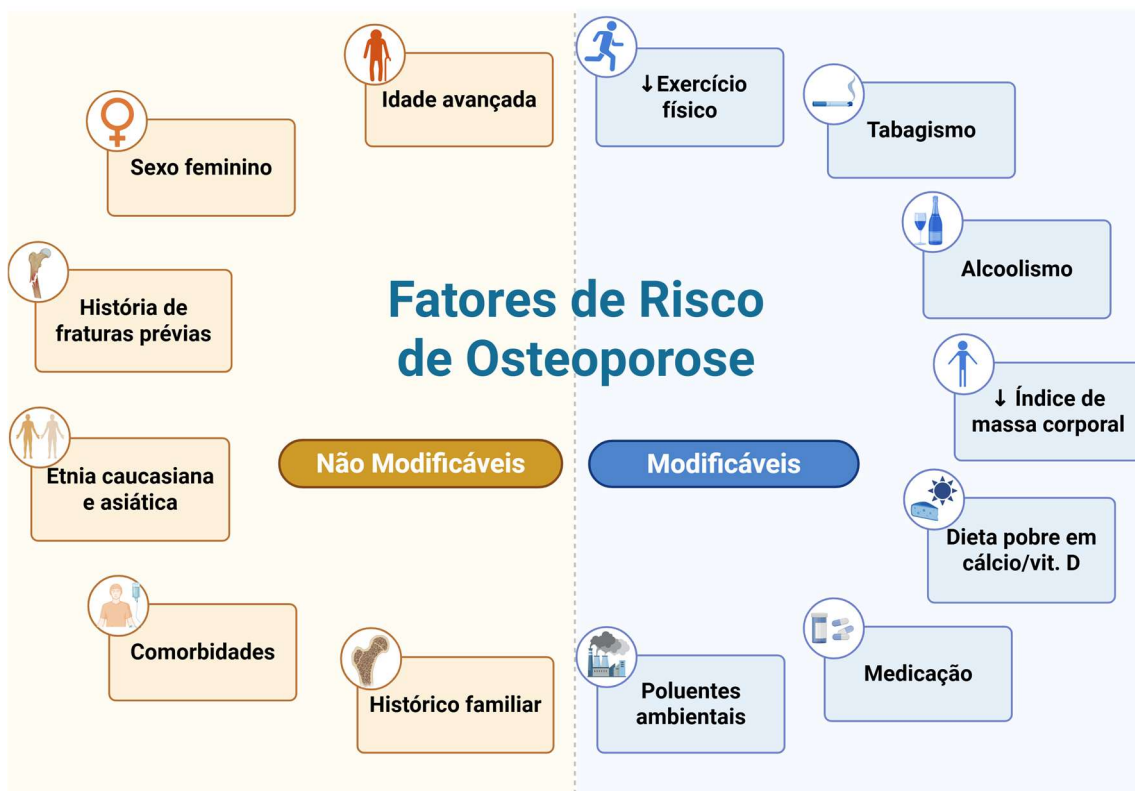 Fatores de Risco
de Osteoporose
Não Modificáveis
Idade avançada
Sexo feminino
História de
fraturas prévias
Etnia caucasiana
e asiática
Comorbidades
Histórico familiar
Modificáveis
↓Exercício
físico
Tabagismo
Alcoolismo
↓ Índice de
massa corporal
Dieta pobre em
cálcio/vit. D
Medicação
Poluentes
ambientais